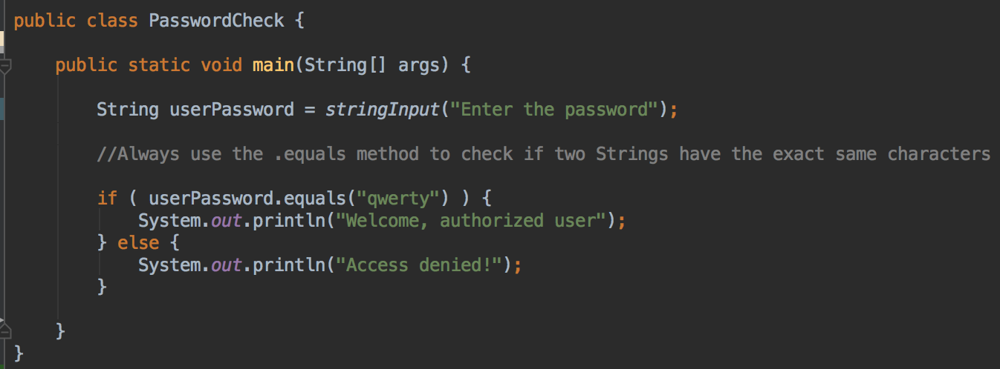 public class PasswordCheck {
public static void main(String[] args) {
String userPassword = stringInput("Enter the password");
//Always use the .equals method to check if two Strings have the exact same characters
if ( userPassword.equals("qwerty") ) {
System.out.println("Welcome, authorized user");
} else {
System.out.println("Access denied!");
}
}
}